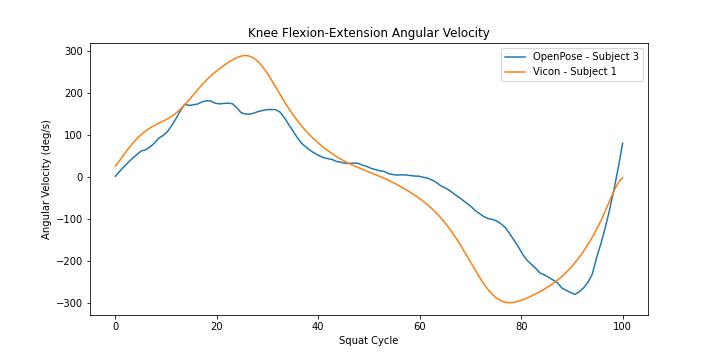 Knee Flexion-Extension Angular Velocity
OpenPose - Subject 3
Vicon - Subject 1
Angular Velocity (deg/s)
300
200
100
0
−100
−200
−300
0 20 40 60 80 100
Squat Cycle